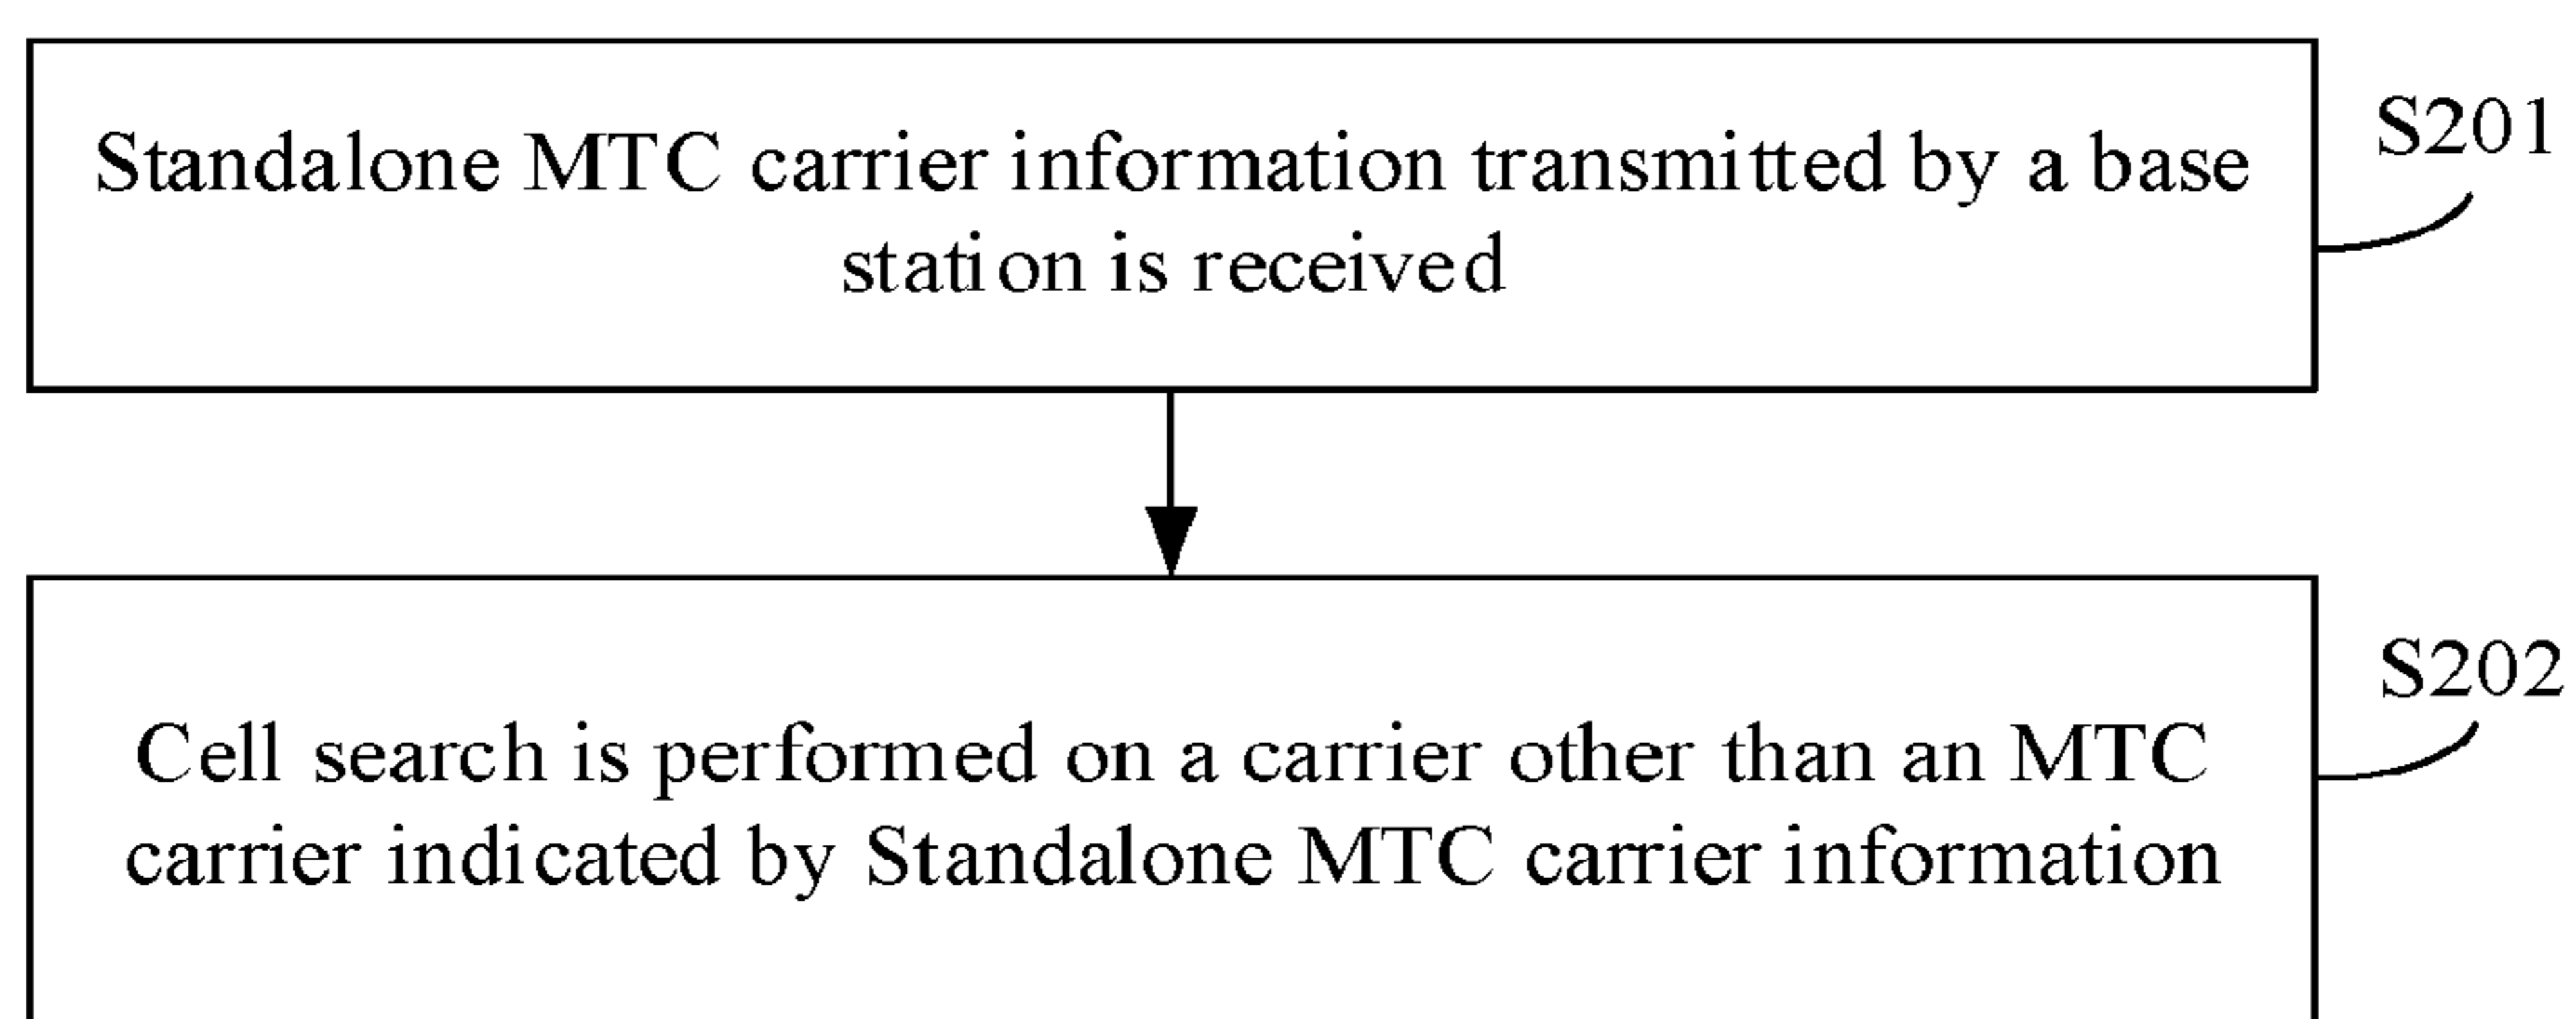 Standalone MTC carrier information transmitted by a base
station is received
S201
Cell search is performed on a carrier other than an MTC
carrier indicated by Standalone MTC carrier information
S202